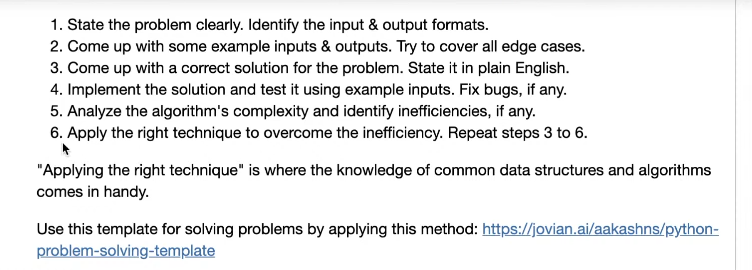 1. State the problem clearly. Identify the input & output formats.
2. Come up with some example inputs & outputs. Try to cover all edge cases.
3. Come up with a correct solution for the problem. State it in plain English.
4. Implement the solution and test it using example inputs. Fix bugs, if any.
5. Analyze the algorithm's complexity and identify inefficiencies, if any.
6. Apply the right technique to overcome the inefficiency. Repeat steps 3 to 6.
"Applying the right technique" is where the knowledge of common data structures and algorithms
comes in handy.
Use this template for solving problems by applying this method: https://jovian.ai/aakashns/python-
problem-solving-template